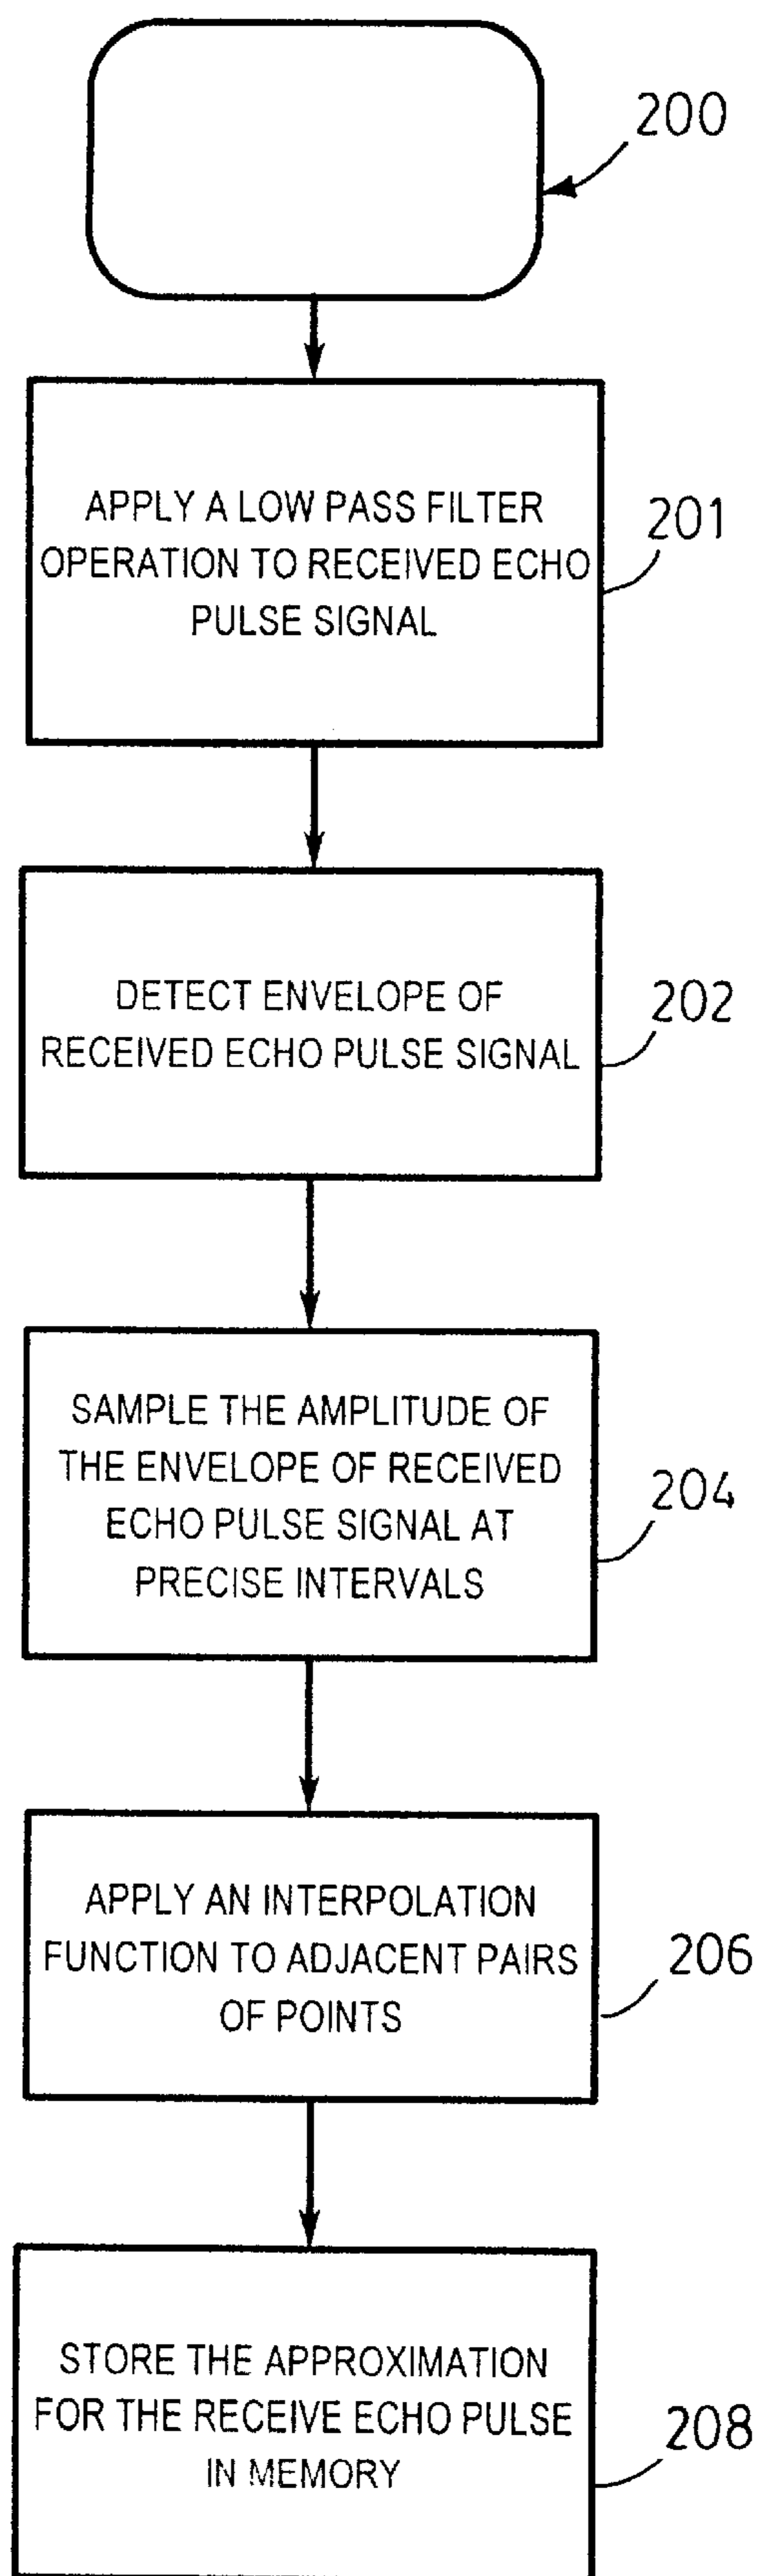 200
APPLY A LOW PASS FILTER
OPERATION TO RECEIVED ECHO
PULSE SIGNAL
201
DETECT ENVELOPE OF
RECEIVED ECHO PULSE SIGNAL
202
SAMPLE THE AMPLITUDE OF
THE ENVELOPE OF RECEIVED
ECHO PULSE SIGNAL AT
PRECISE INTERVALS
204
APPLY AN INTERPOLATION
FUNCTION TO ADJACENT PAIRS
OF POINTS
206
STORE THE APPROXIMATION
FOR THE RECEIVE ECHO PULSE
IN MEMORY
208